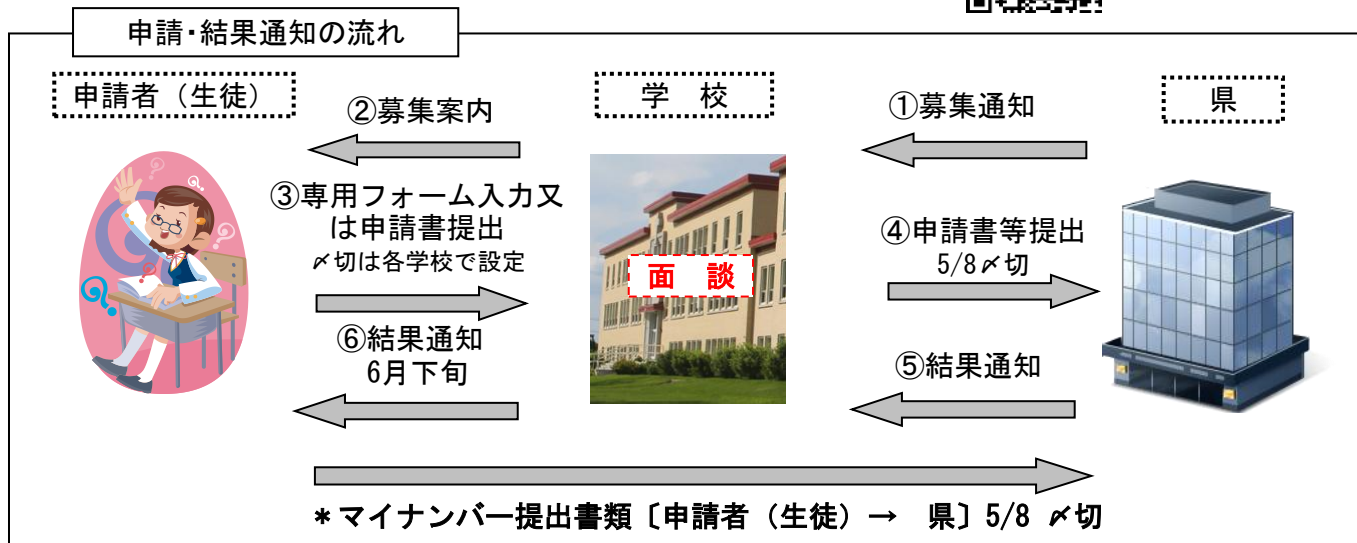 申請・結果通知の流れ
申請者（生徒）
学　校
県
②募集案内
①募集通知
③専用フォーム入力又
は申請書提出
〆切は各学校で設定
面　談
④申請書等提出
5/8〆切
⑥結果通知
6月下旬
⑤結果通知
＊マイナンバー提出書類〔申請者（生徒）→　県〕5/8 〆切